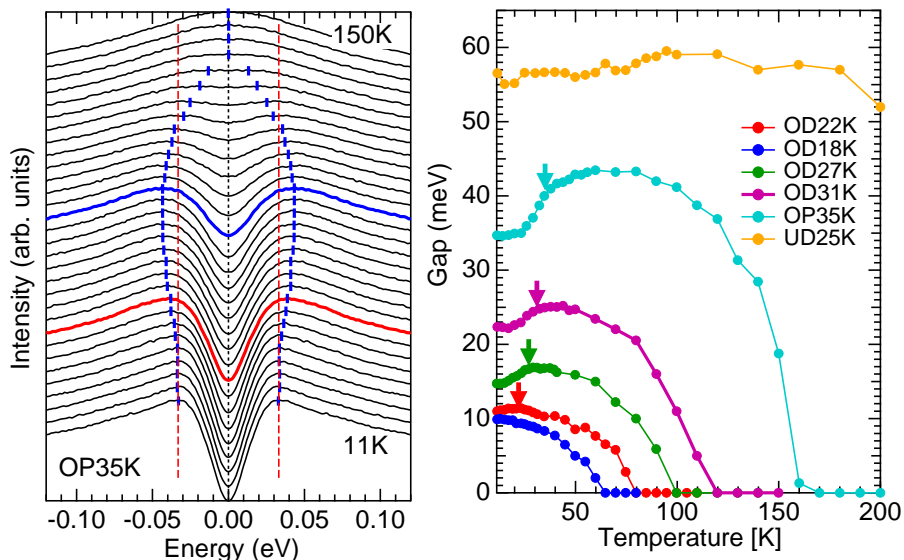 150K
11K
OP35K
Intensity (arb. units)
-0.10 -0.05 0.00 0.05 0.10
Energy (eV)
60
50
40
30
20
10
0
Gap (meV)
OD22K
OD18K
OD27K
OD31K
OP35K
UD25K
50 100 150 200
Temperature [K]